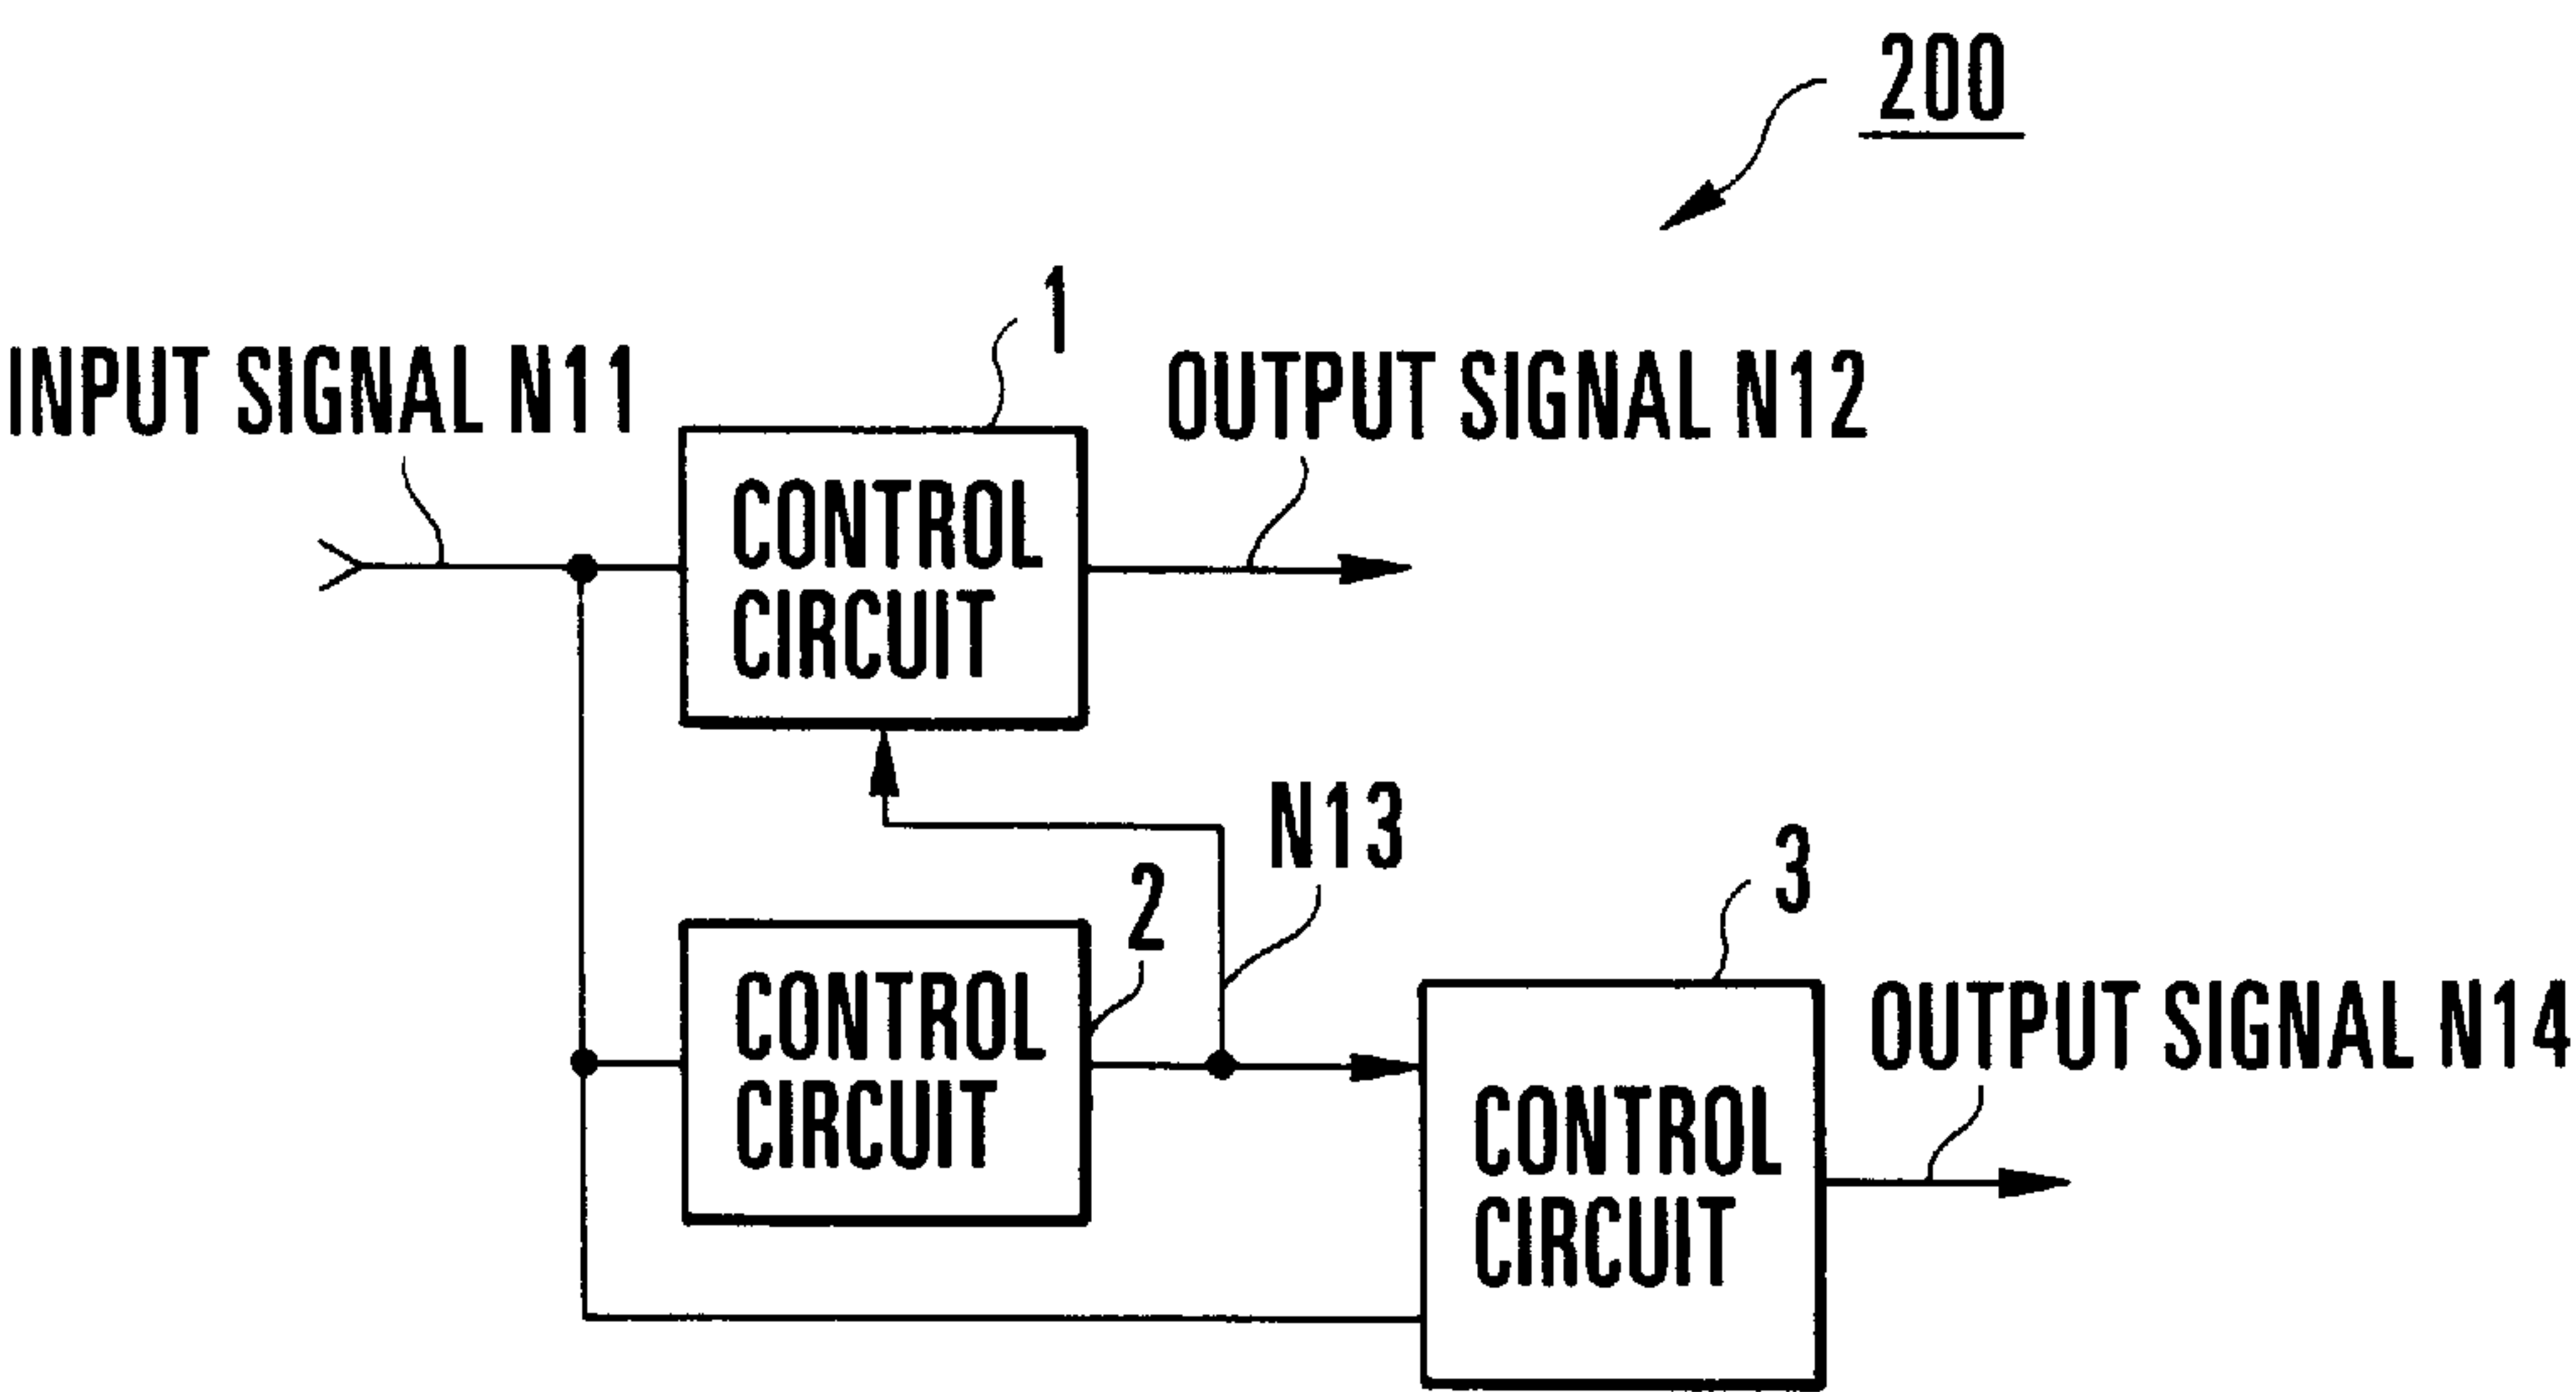 200
1
INPUT SIGNAL N11
OUTPUT SIGNAL N12
CONTROL
CIRCUIT
N13
2
3
CONTROL
CIRCUIT
OUTPUT SIGNAL N14
CONTROL
CIRCUIT